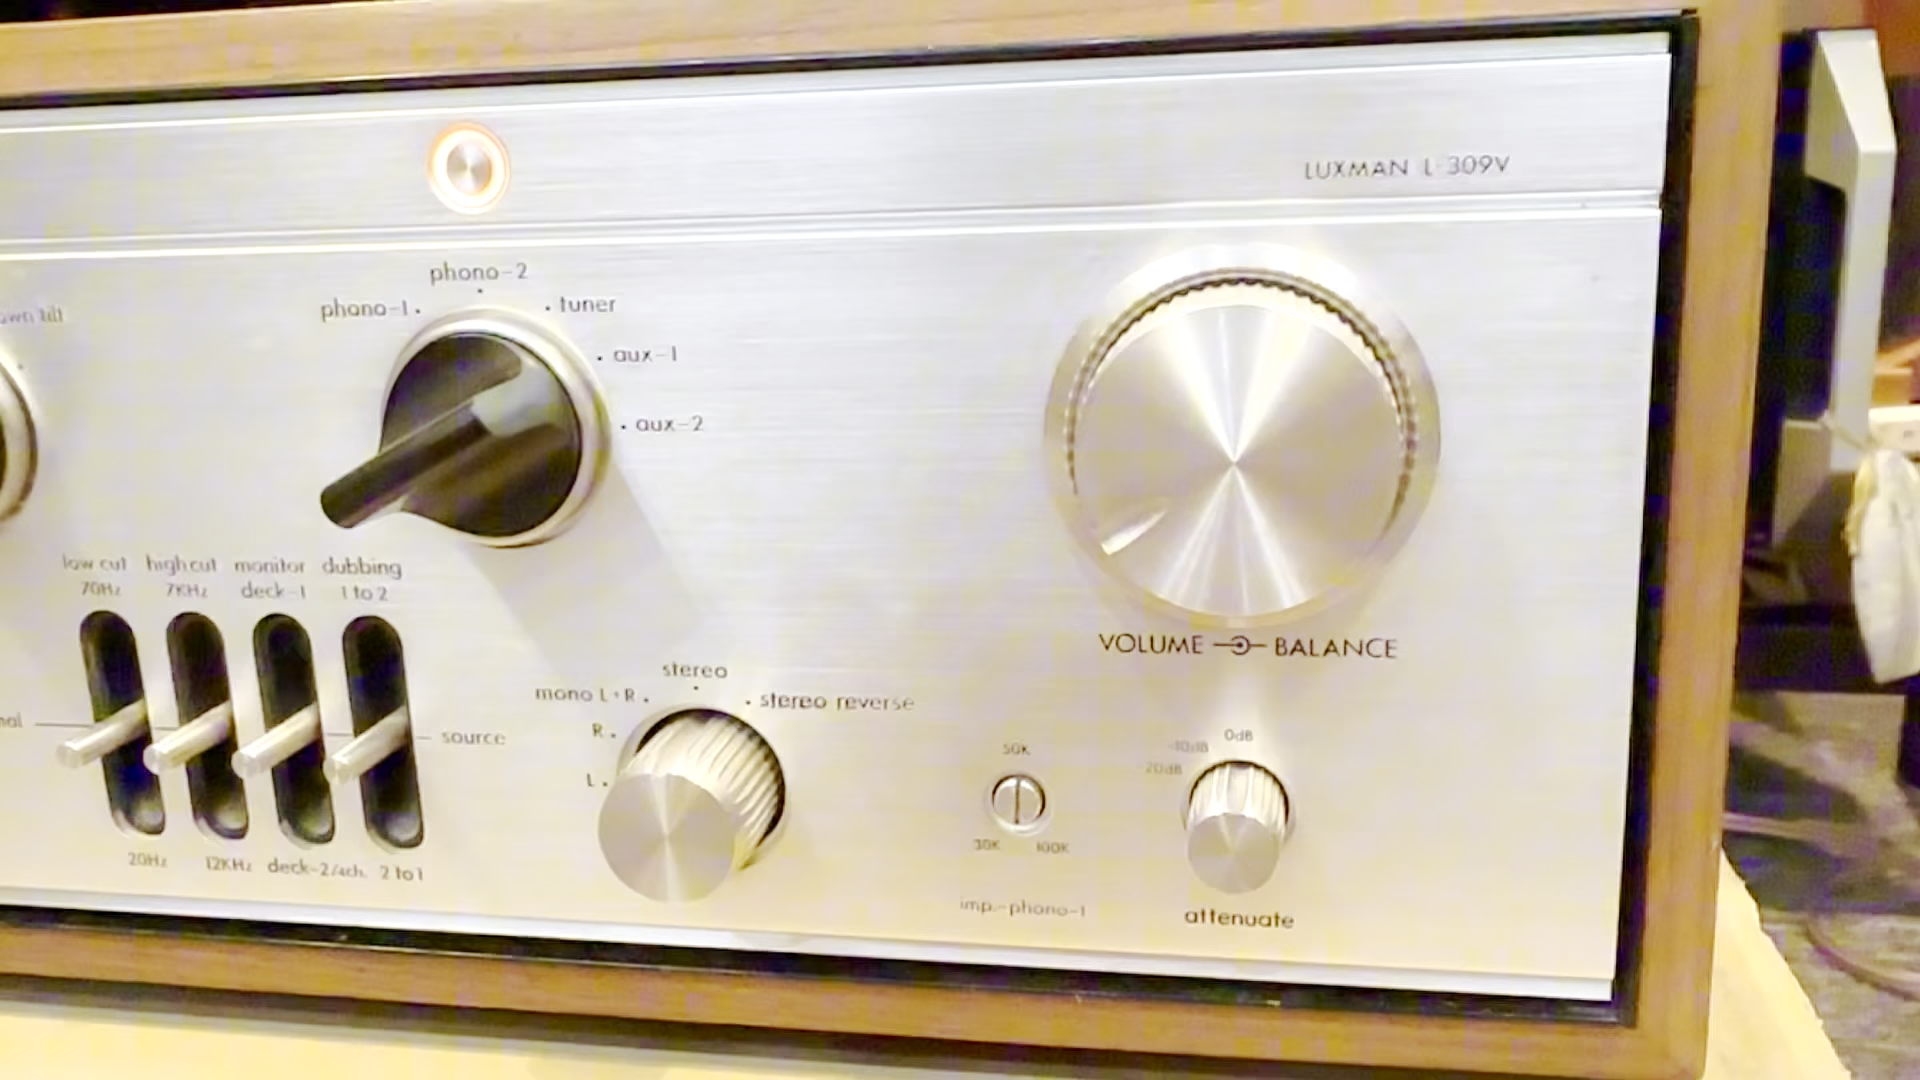 LUXMAN L-309V
phono-2
phono-1
tuner
aux-1
aux-2
low cut
70Hz
high cut
7KHz
monitor
deck-1
dubbing
1 to 2
source
20Hz
12KHz
deck-2/4ch.
2 to 1
stereo
mono L+R
stereo reverse
R
L
VOLUME BALANCE
50K
30K
100K
imp.-phono-1
0dB
-10dB
20dB
attenuate